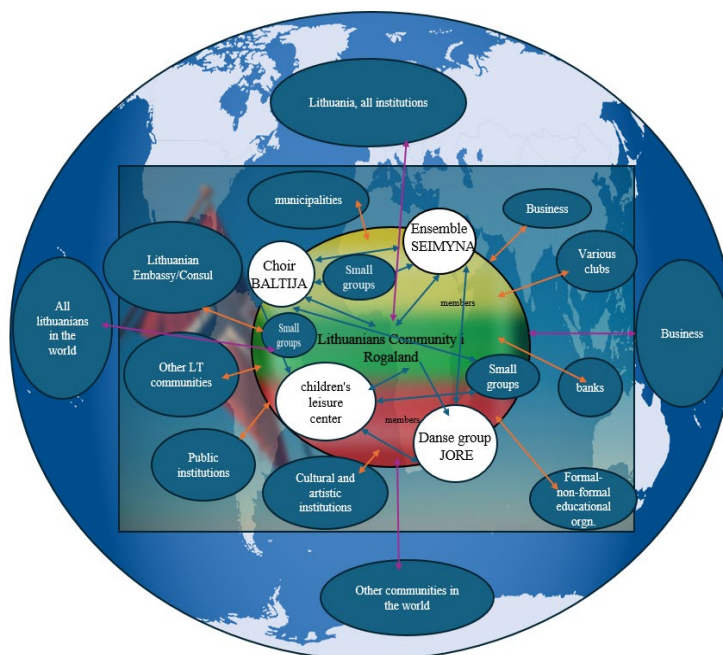 Lithuania, all institutions
municipalities
Ensemble
SEIMYNA
Business
Lithuanian
Embassy/Consul
Choir
BALTIJA
Small
groups
Various
clubs
members
All
lithuanians
in the
world
Small
groups
Lithuanians Community i
Rogaland
Business
Other LT
communities
Small
groups
children's
leisure
center
banks
members
Danse group
JORE
Public
institutions
Cultural and
artistic
institutions
Formal-
non-formal
educational
orgn.
Other communities in
the world